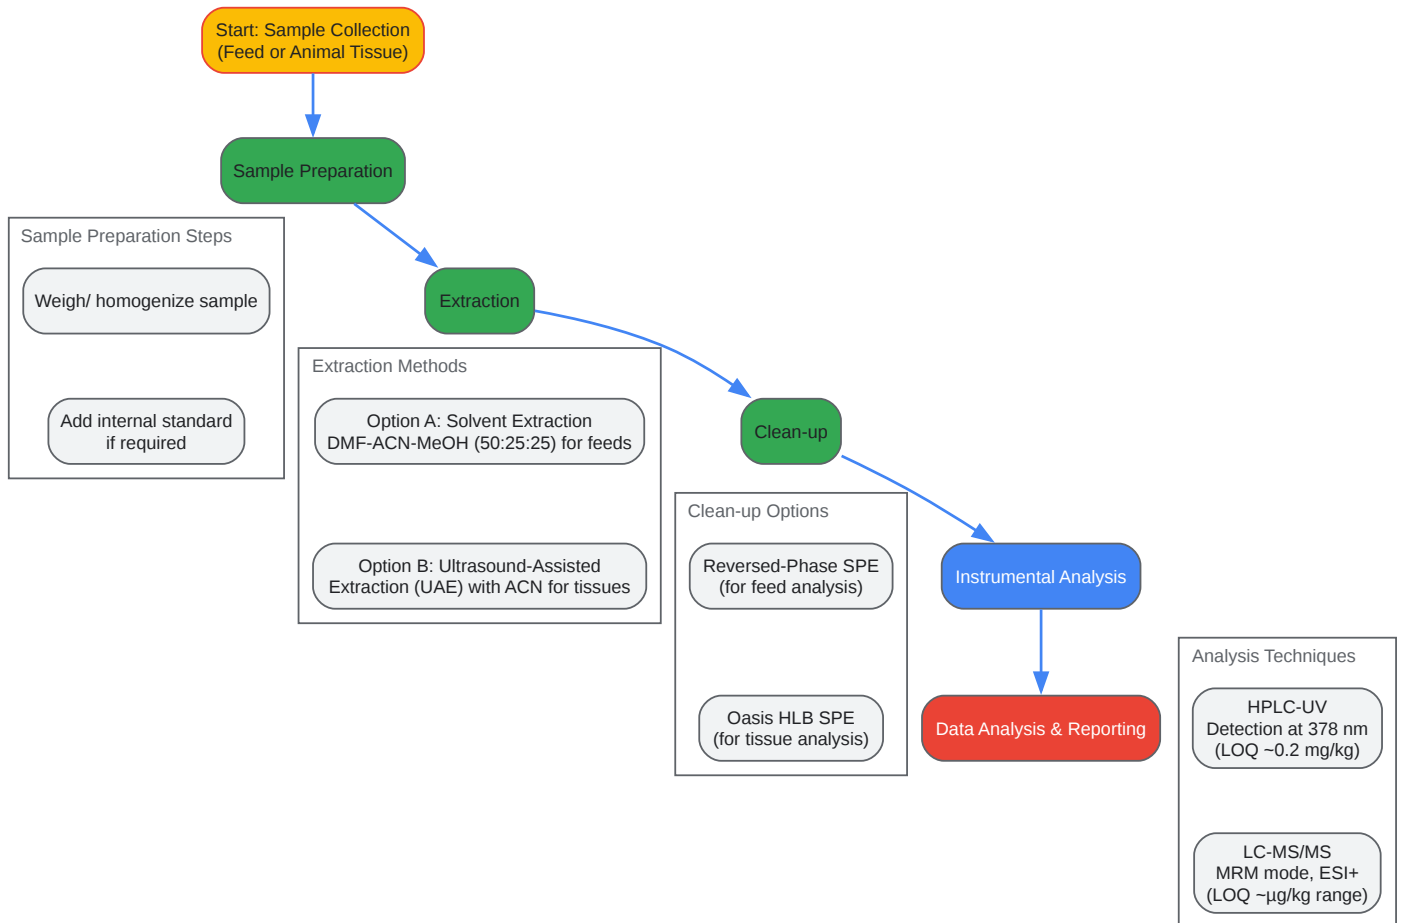 Start: Sample Collection
(Feed or Animal Tissue)
Sample Preparation
Sample Preparation Steps
Weigh/ homogenize sample
Add internal standard
if required
Extraction
Extraction Methods
Option A: Solvent Extraction
DMF-ACN-MeOH (50:25:25) for feeds
Option B: Ultrasound-Assisted
Extraction (UAE) with ACN for tissues
Clean-up
Clean-up Options
Reversed-Phase SPE
(for feed analysis)
Oasis HLB SPE
(for tissue analysis)
Instrumental Analysis
Data Analysis & Reporting
Analysis Techniques
HPLC-UV
Detection at 378 nm
(LOQ ~0.2 mg/kg)
LC-MS/MS
MRM mode, ESI+
(LOQ ~µg/kg range)